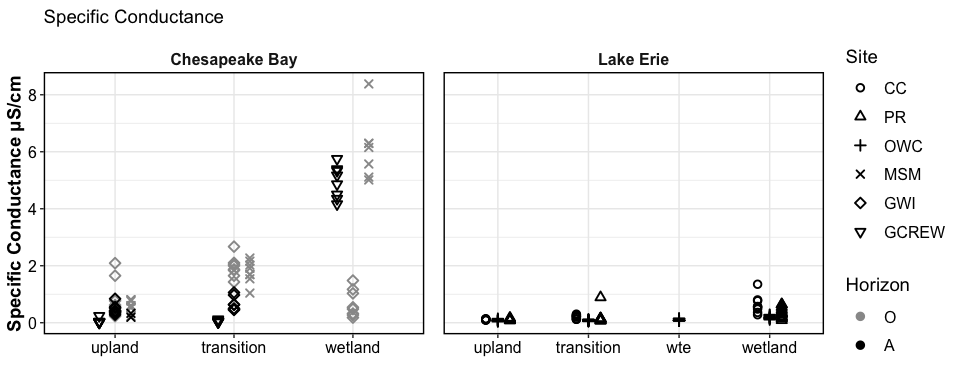 Specific Conductance
Chesapeake Bay
Lake Erie
Specific Conductance µS/cm
8
6
4
2
0
upland transition wetland
upland transition wte wetland
Site
CC
PR
OWC
MSM
GWI
GCREW
Horizon
O
A